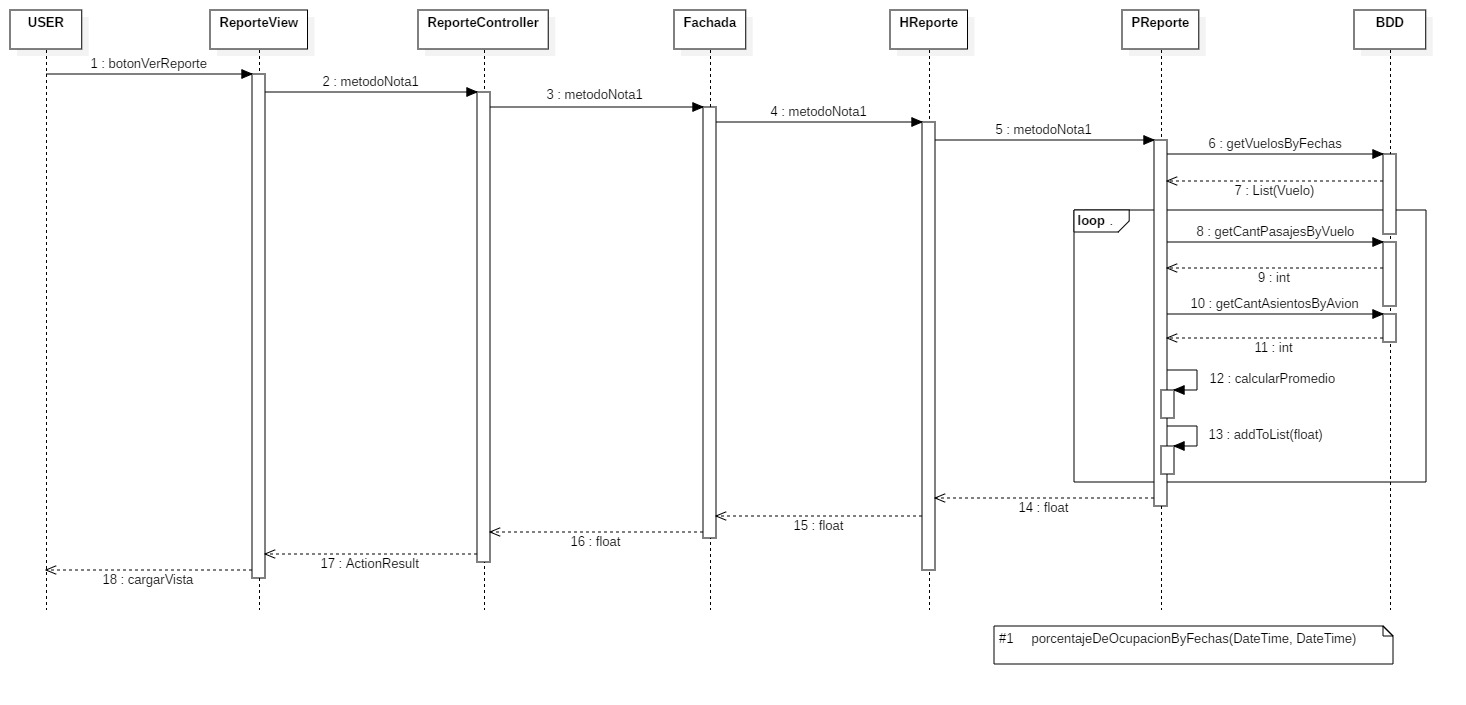 USER
ReporteView
ReporteController
Fachada
HReporte
PReporte
BDD
1 : botonVerReporte
2 : metodoNota1
3 : metodoNota1
4 : metodoNota1
5 : metodoNota1
6 : getVuelosByFechas
7 : List(Vuelo)
loop .
8 : getCantPasajesByVuelo
9 : int
10 : getCantAsientosByAvion
11 : int
12 : calcularPromedio
13 : addToList(float)
14 : float
15 : float
16 : float
17 : ActionResult
18 : cargarVista
#1 porcentajeDeOcupacionByFechas(DateTime, DateTime)